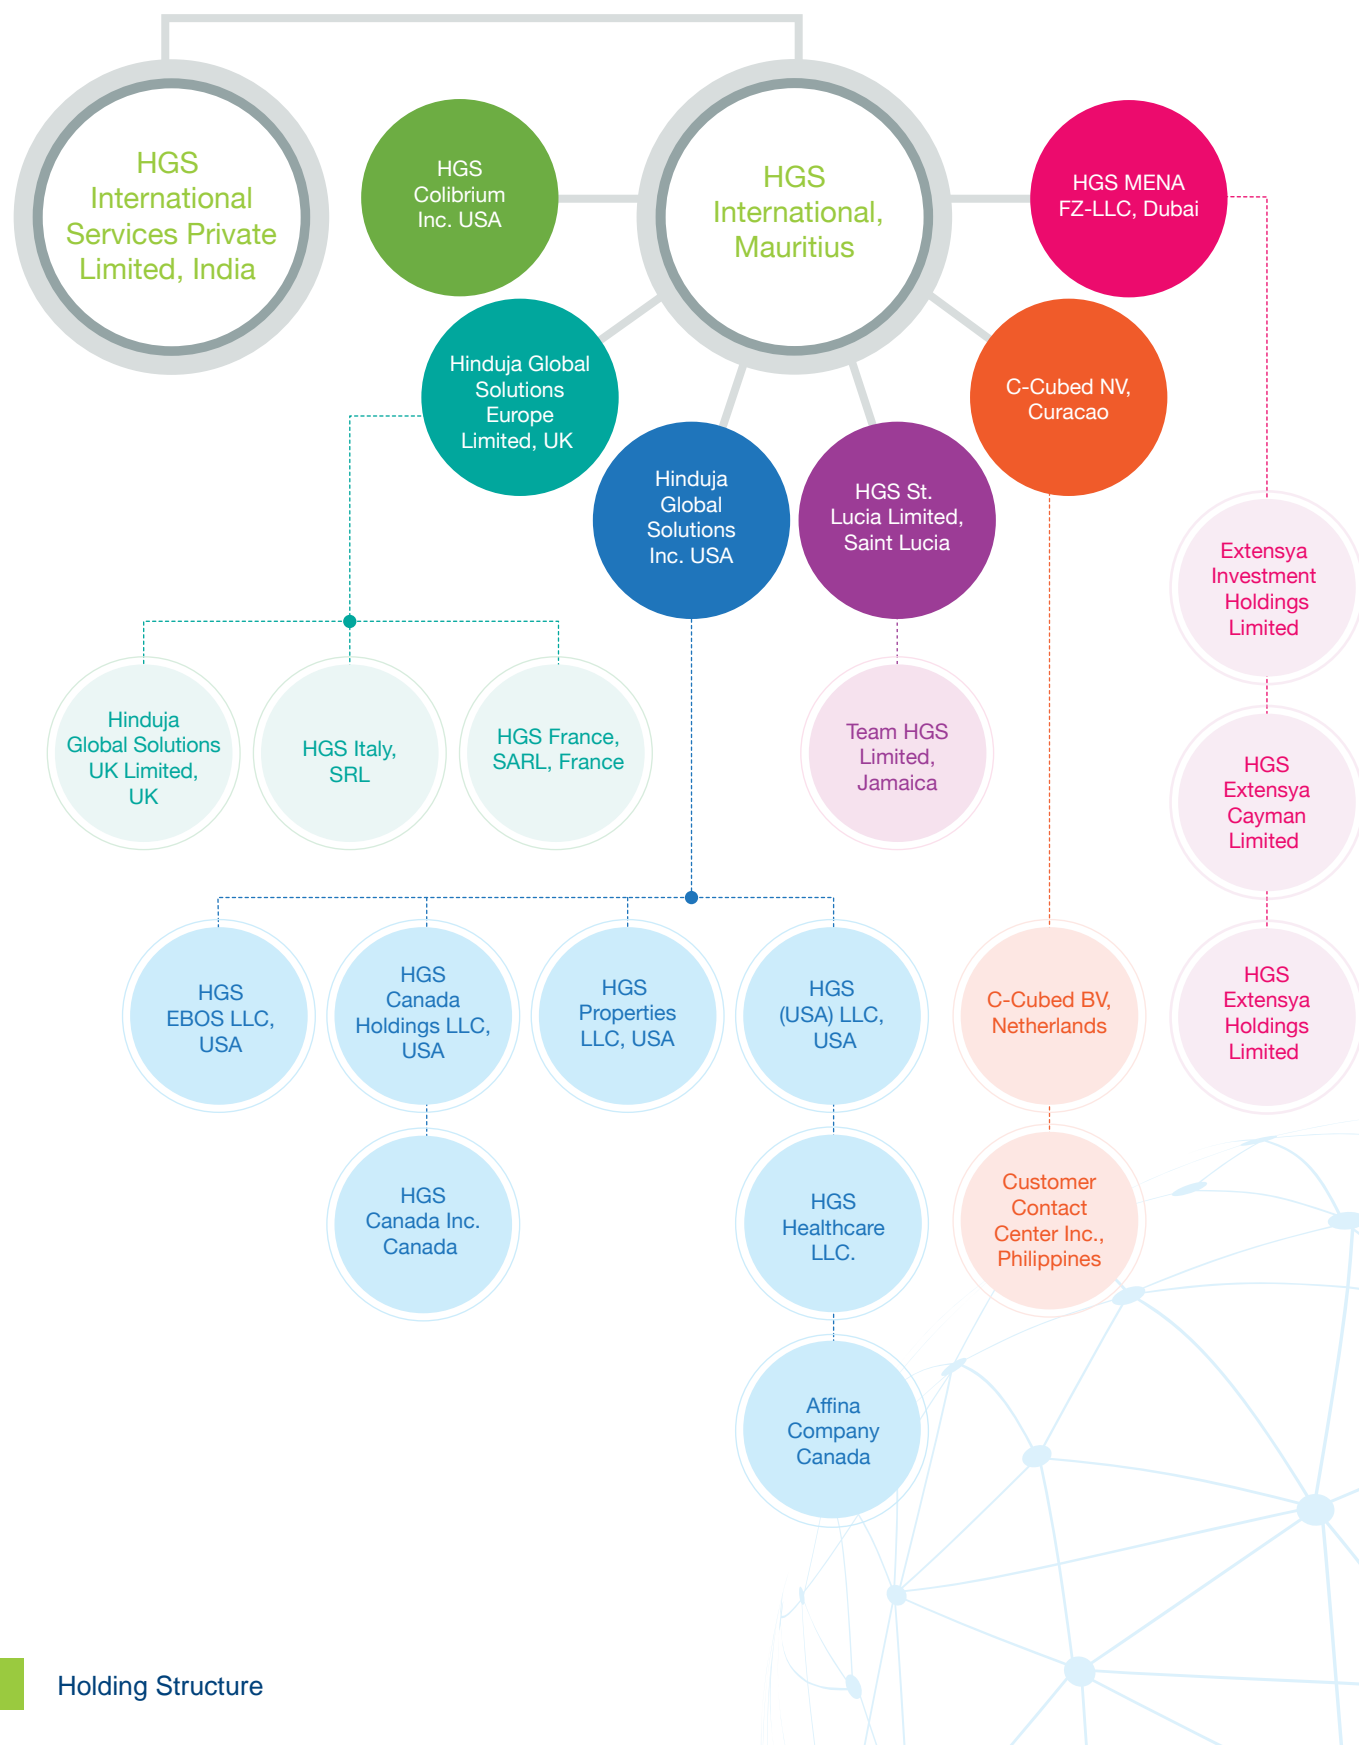 HGS
International
Services Private
Limited, India
HGS
Colibrium
Inc. USA
HGS
International,
Mauritius
HGS MENA
FZ-LLC, Dubai
Hinduja Global
Solutions
Europe
Limited, UK
C-Cubed NV,
Curacao
Hinduja
Global
Solutions
Inc. USA
HGS St.
Lucia Limited,
Saint Lucia
Extensya
Investment
Holdings
Limited
Hinduja
Global Solutions
UK Limited,
UK
HGS Italy,
SRL
HGS France,
SARL, France
Team HGS
Limited,
Jamaica
HGS
Extensya
Cayman
Limited
HGS
EBOS LLC,
USA
HGS
Canada
Holdings LLC,
USA
HGS
Properties
LLC, USA
HGS
(USA) LLC,
USA
C-Cubed BV,
Netherlands
HGS
Extensya
Holdings
Limited
HGS
Canada Inc.
Canada
HGS
Healthcare
LLC.
Customer
Contact
Center Inc.,
Philippines
Affina
Company
Canada
Holding Structure